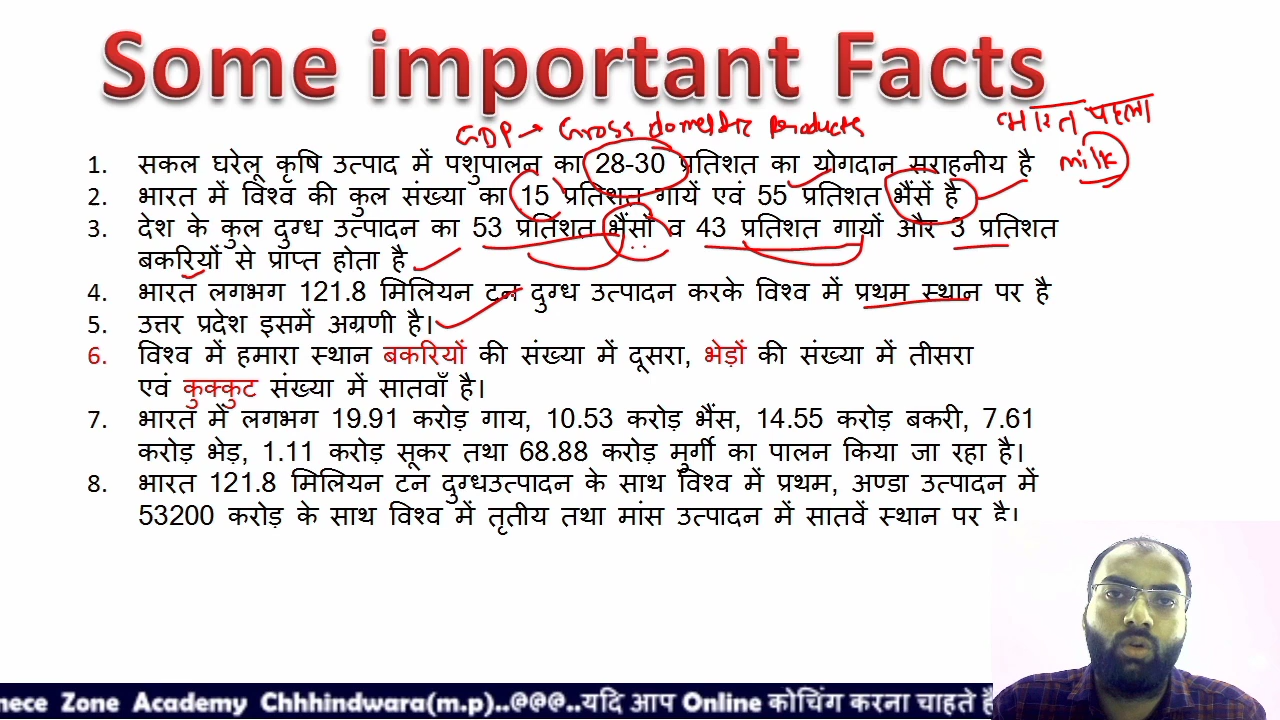 Some important Facts
GDP → Gross domestic Products
भारत पहला
milk
1. सकल घरेलू कृषि उत्पाद में पशुपालन का 28-30 प्रतिशत का योगदान सराहनीय है
2. भारत में विश्व की कुल संख्या का 15 प्रतिशत गायें एवं 55 प्रतिशत भैंसें है
3. देश के कुल दुग्ध उत्पादन का 53 प्रतिशत भैंसों व 43 प्रतिशत गायों और 3 प्रतिशत
बकरियों से प्राप्त होता है
4. भारत लगभग 121.8 मिलियन टन दुग्ध उत्पादन करके विश्व में प्रथम स्थान पर है
5. उत्तर प्रदेश इसमें अग्रणी है।
6. विश्व में हमारा स्थान बकरियों की संख्या में दूसरा, भेड़ों की संख्या में तीसरा
एवं कुक्कुट संख्या में सातवाँ है।
7. भारत में लगभग 19.91 करोड़ गाय, 10.53 करोड़ भैंस, 14.55 करोड़ बकरी, 7.61
करोड़ भेड़, 1.11 करोड़ सूकर तथा 68.88 करोड़ मुर्गी का पालन किया जा रहा है।
8. भारत 121.8 मिलियन टन दुग्धउत्पादन के साथ विश्व में प्रथम, अण्डा उत्पादन में
53200 करोड़ के साथ विश्व में तृतीय तथा मांस उत्पादन में सातवें स्थान पर है।
nece Zone Academy Chhhindwara(m.p)..@@@..यदि आप Online कोचिंग करना चाहते है